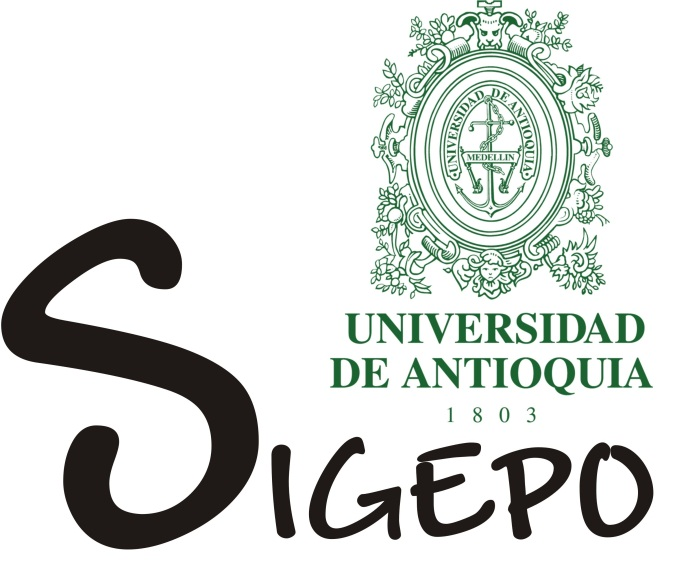 UNIVERSIDAD DE ANTIOQUIA
MEDELLIN
UNIVERSIDAD
DE ANTIOQUIA
1803
SIGEPO